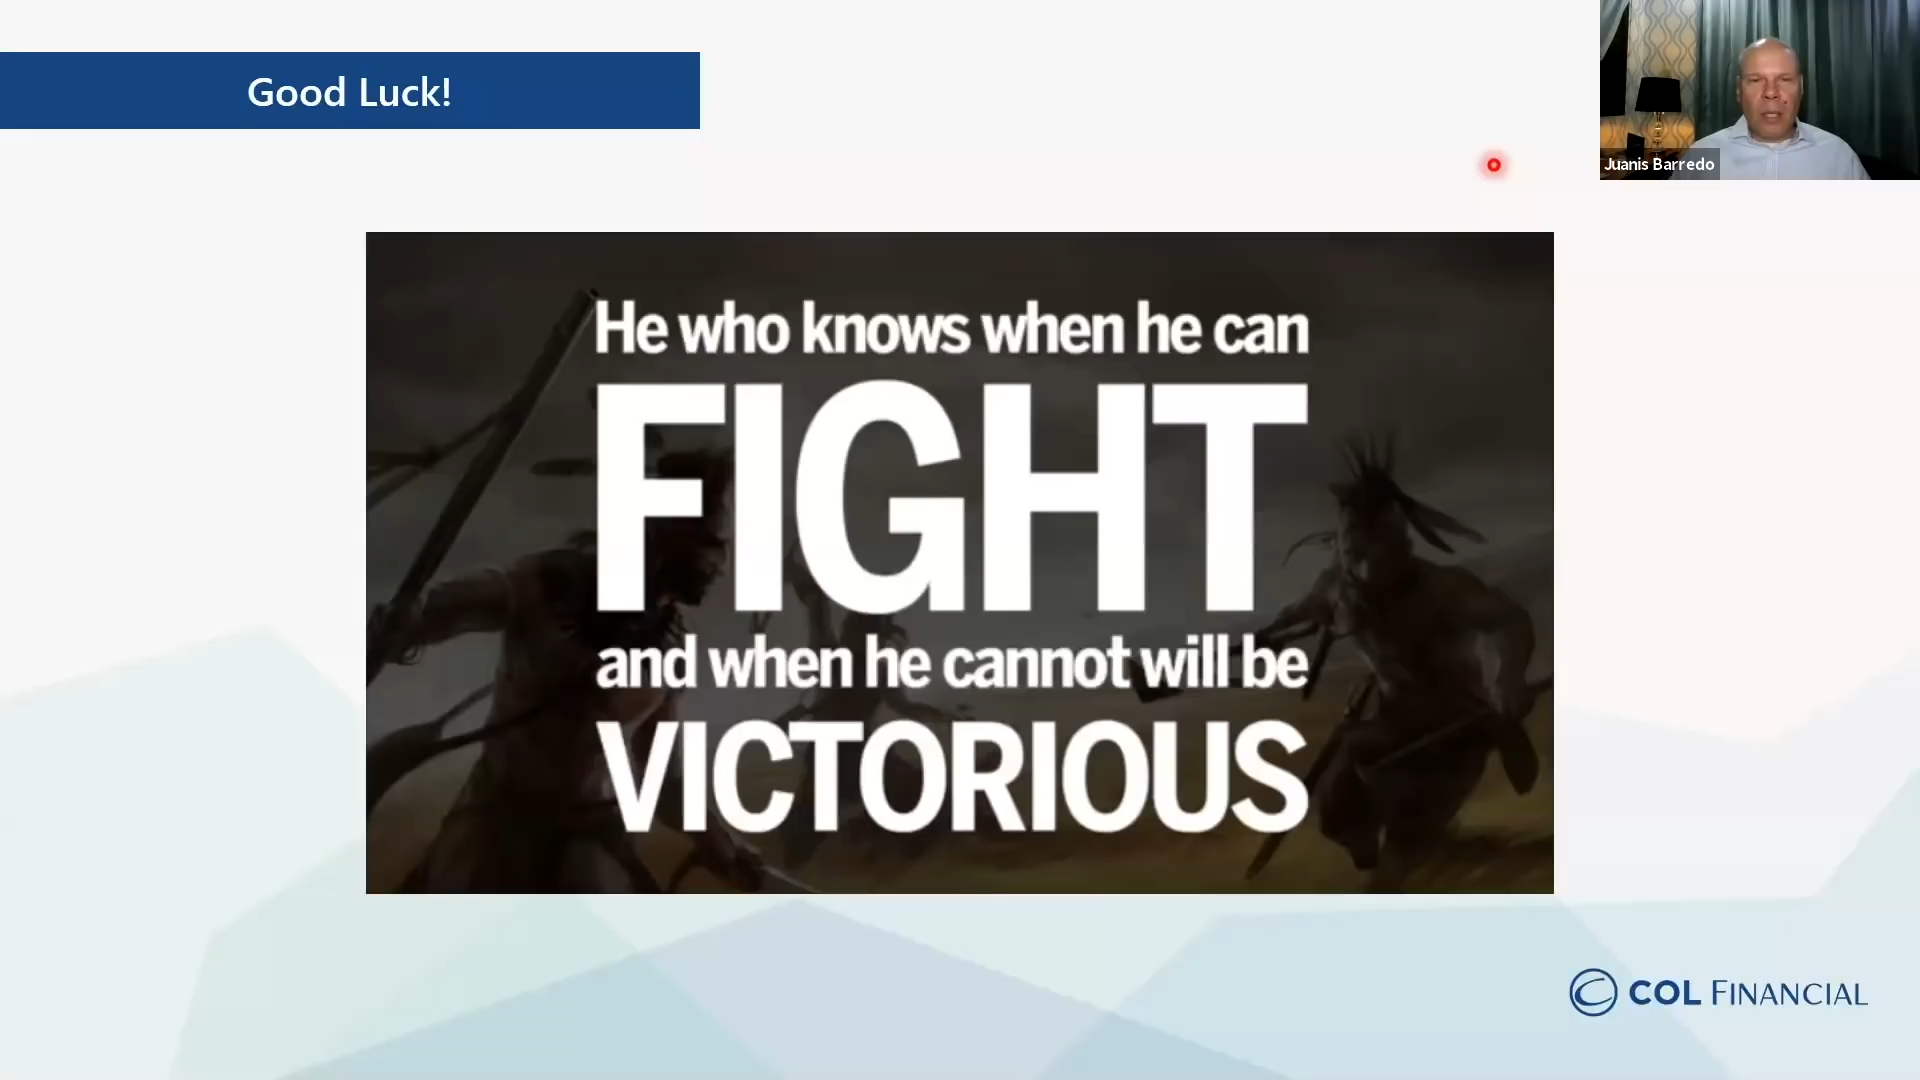 Good Luck!
Juanis Barredo
He who knows when he can
FIGHT
and when he cannot will be
VICTORIOUS
COL FINANCIAL